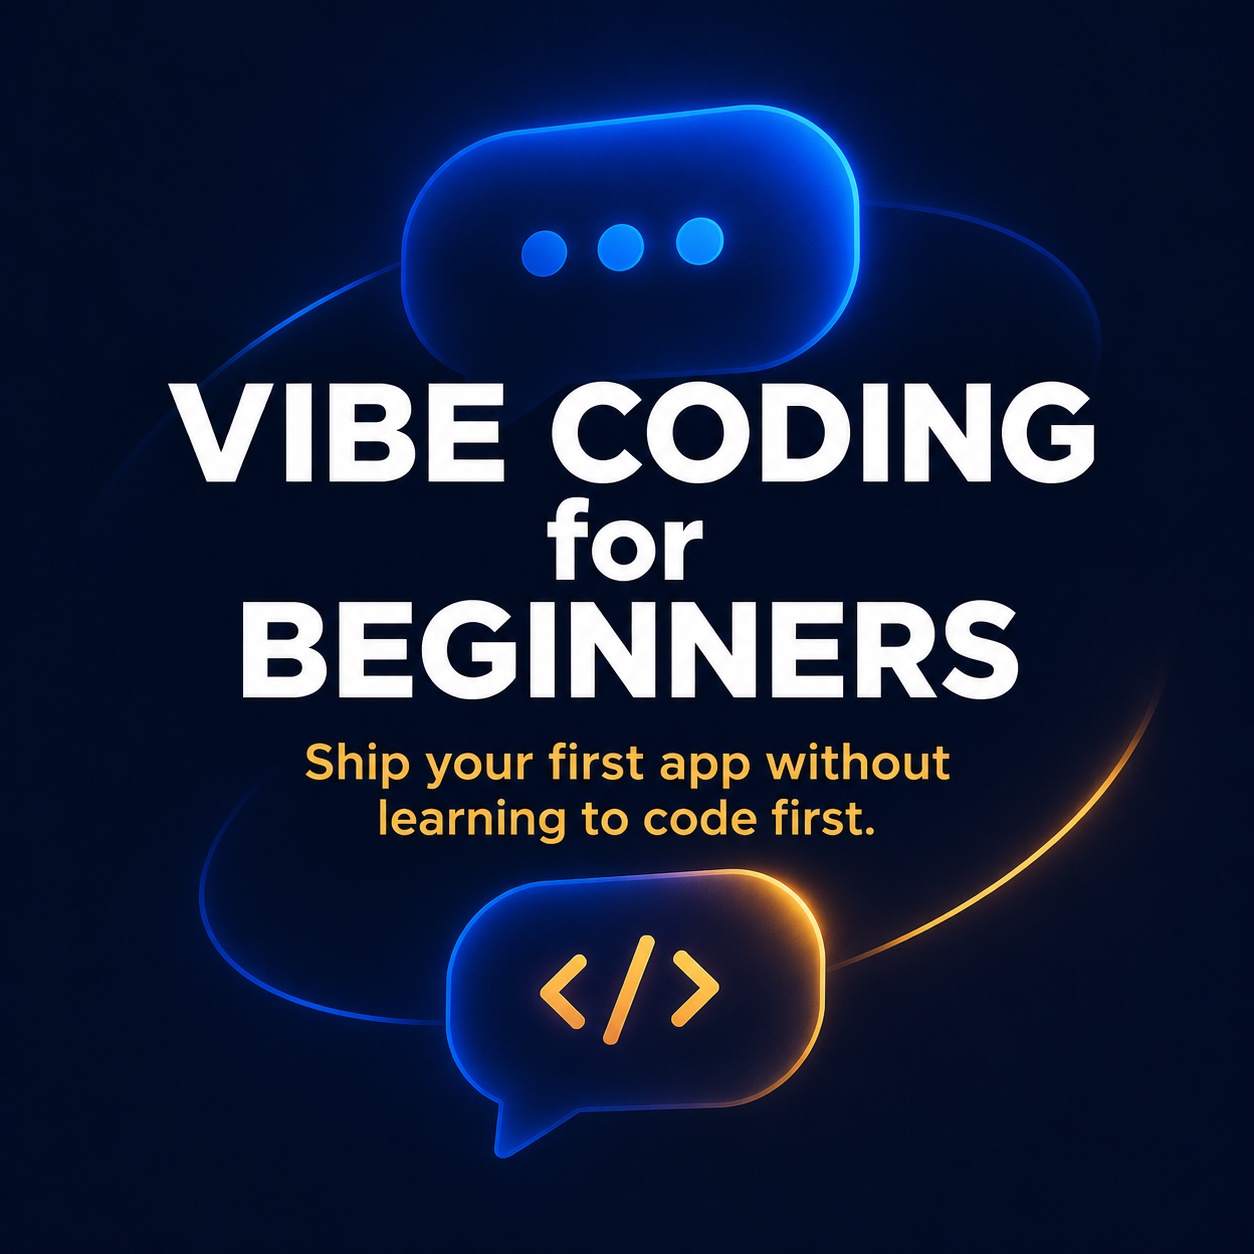 VIBE CODING
for
BEGINNERS
Ship your first app without
learning to code first.
</>